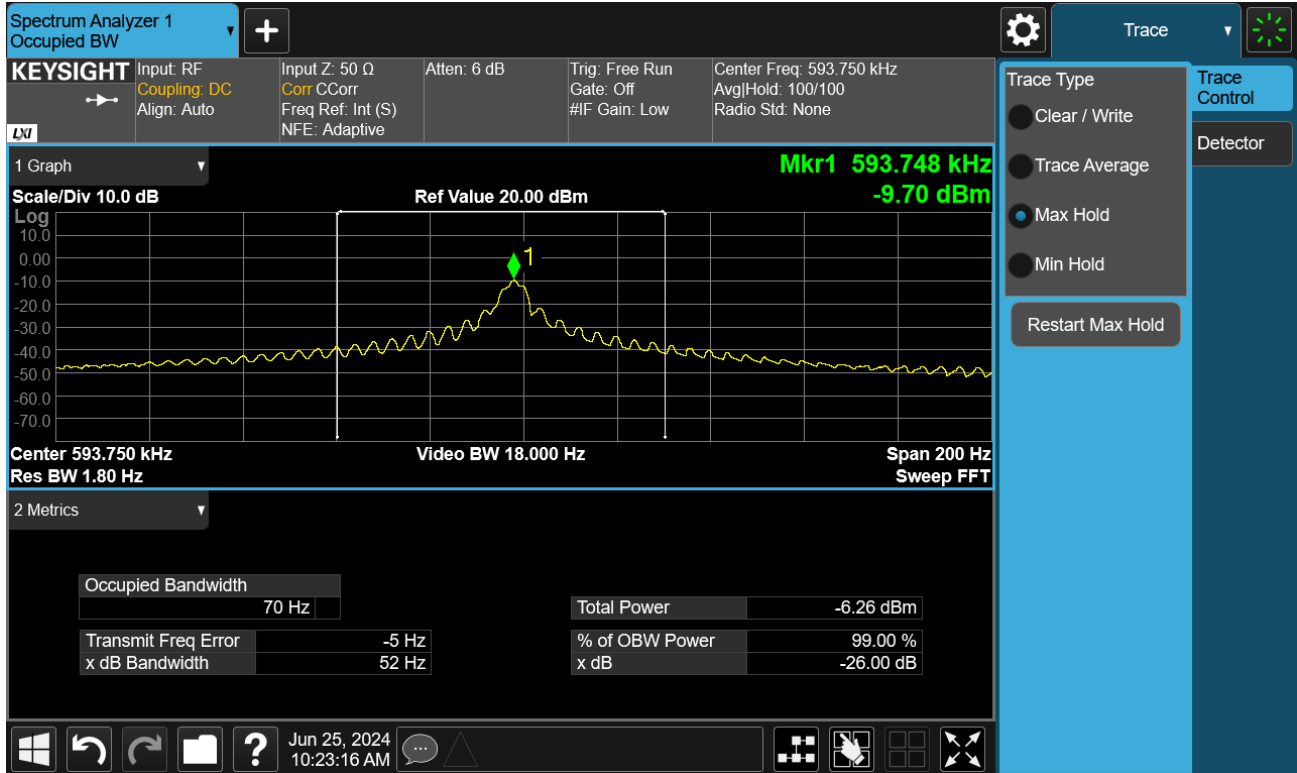 Spectrum Analyzer 1
Occupied BW
Trace
KEYSIGHT
LXI
Input: RF
Coupling: DC
Align: Auto
Input Z: 50 Ω
Corr CCorr
Freq Ref: Int (S)
NFE: Adaptive
Atten: 6 dB
Trig: Free Run
Gate: Off
#IF Gain: Low
Center Freq: 593.750 kHz
Avg|Hold: 100/100
Radio Std: None
Trace Type
Clear / Write
Trace Average
Max Hold
Min Hold
Restart Max Hold
Trace
Control
Detector
1 Graph
Mkr1 593.748 kHz
-9.70 dBm
Scale/Div 10.0 dB
Ref Value 20.00 dBm
Log
10.0
0.00
-10.0
-20.0
-30.0
-40.0
-50.0
-60.0
-70.0
1
Center 593.750 kHz
Video BW 18.000 Hz
Span 200 Hz
Res BW 1.80 Hz
Sweep FFT
2 Metrics
Occupied Bandwidth
70 Hz
Transmit Freq Error -5 Hz
x dB Bandwidth 52 Hz
Total Power -6.26 dBm
% of OBW Power 99.00 %
x dB -26.00 dB
?
Jun 25, 2024
10:23:16 AM